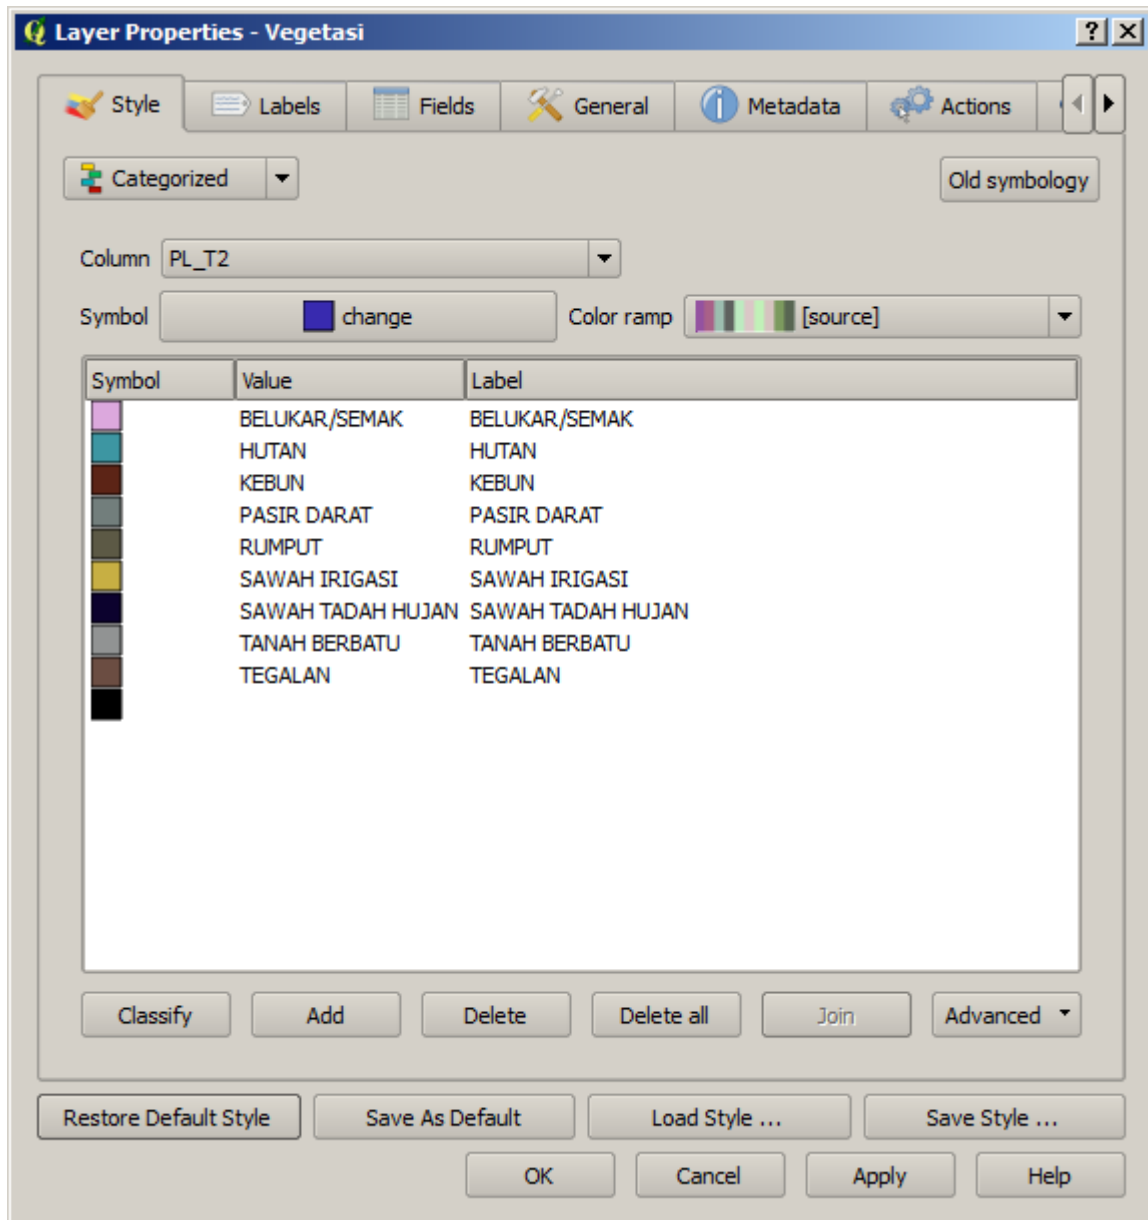 Layer Properties - Vegetasi
Style Labels Fields General Metadata Actions
Categorized Old symbology
Column PL_T2
Symbol change Color ramp [source]
Symbol Value Label
BELUKAR/SEMAK BELUKAR/SEMAK
HUTAN HUTAN
KEBUN KEBUN
PASIR DARAT PASIR DARAT
RUMPUT RUMPUT
SAWAH IRIGASI SAWAH IRIGASI
SAWAH TADAH HUJAN SAWAH TADAH HUJAN
TANAH BERBATU TANAH BERBATU
TEGALAN TEGALAN
Classify Add Delete Delete all Join Advanced
Restore Default Style Save As Default Load Style ... Save Style ...
OK Cancel Apply Help